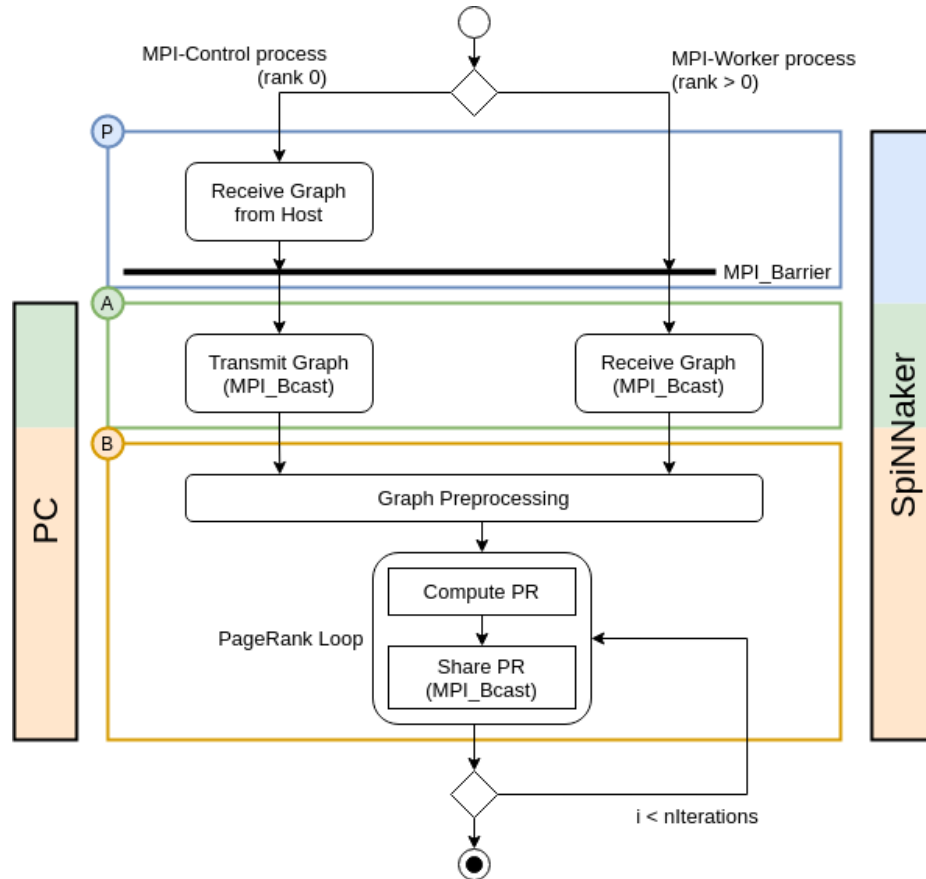 MPI-Control process
(rank 0)
MPI-Worker process
(rank > 0)
P
Receive Graph
from Host
MPI_Barrier
A
Transmit Graph
(MPI_Bcast)
Receive Graph
(MPI_Bcast)
B
Graph Preprocessing
Compute PR
PageRank Loop
Share PR
(MPI_Bcast)
i < nIterations
PC
SpiNNaker